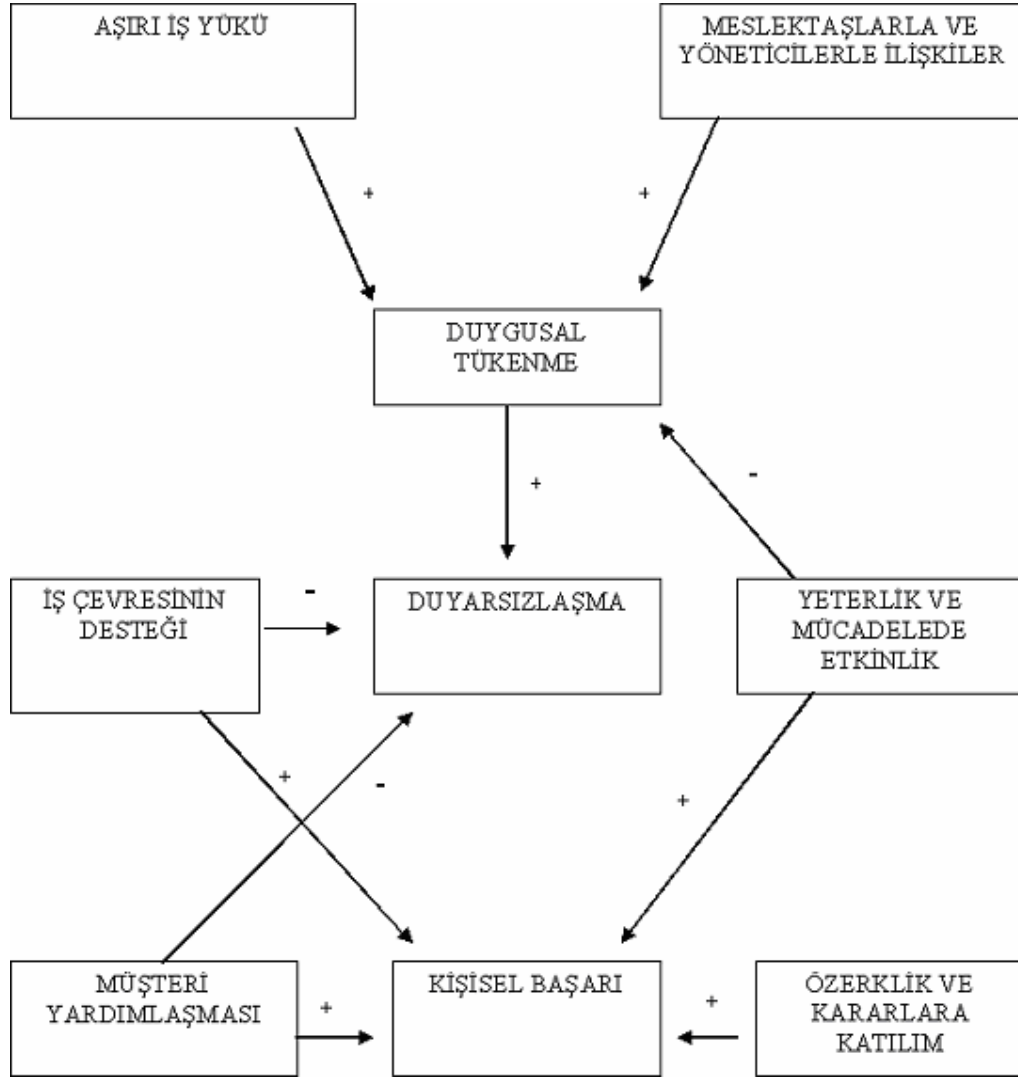 AŞIRI İŞ YÜKÜ
MESLEKTAŞLARLA VE
YÖNETİCİLERLE İLİŞKİLER
+
+
DUYGUSAL
TÜKENME
-
+
İŞ ÇEVRESİNİN
DESTEĞİ
-
DUYARSIZLAŞMA
YETERLİK VE
MÜCADELEDE
ETKİNLİK
+
-
+
MÜŞTERİ
YARDIMLAŞMASI
+
KİŞİSEL BAŞARI
+
ÖZERKLİK VE
KARARLARA
KATILIM